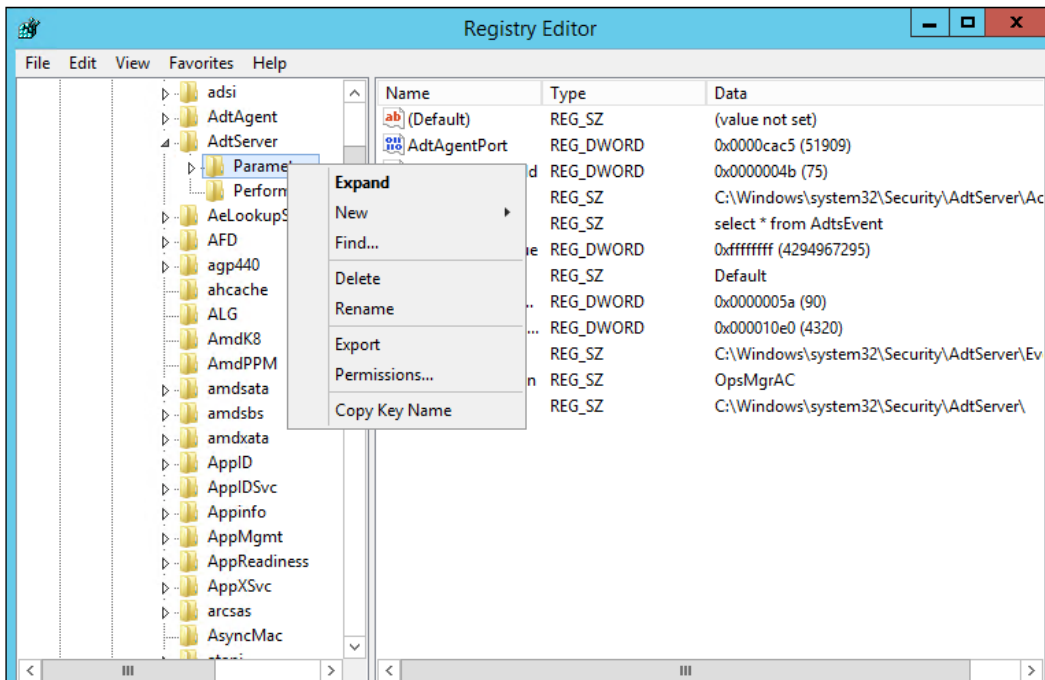 Registry Editor
File Edit View Favorites Help
adsi
AdtAgent
AdtServer
Paramet
Perform
AeLookupS
AFD
agp440
ahcache
ALG
AmdK8
AmdPPM
amdsata
amdsbs
amdxata
AppID
AppIDSvc
Appinfo
AppMgmt
AppReadiness
AppXSvc
arcsas
AsyncMac
Expand
New
Find...
Delete
Rename
Export
Permissions...
Copy Key Name
Name Type Data
(Default) REG_SZ (value not set)
AdtAgentPort REG_DWORD 0x0000cac5 (51909)
d REG_DWORD 0x0000004b (75)
REG_SZ C:\Windows\system32\Security\AdtServer\Ac
REG_SZ select * from AdtsEvent
ue REG_DWORD 0xffffffff (4294967295)
REG_SZ Default
.. REG_DWORD 0x0000005a (90)
... REG_DWORD 0x000010e0 (4320)
REG_SZ C:\Windows\system32\Security\AdtServer\Ev
n REG_SZ OpsMgrAC
REG_SZ C:\Windows\system32\Security\AdtServer\